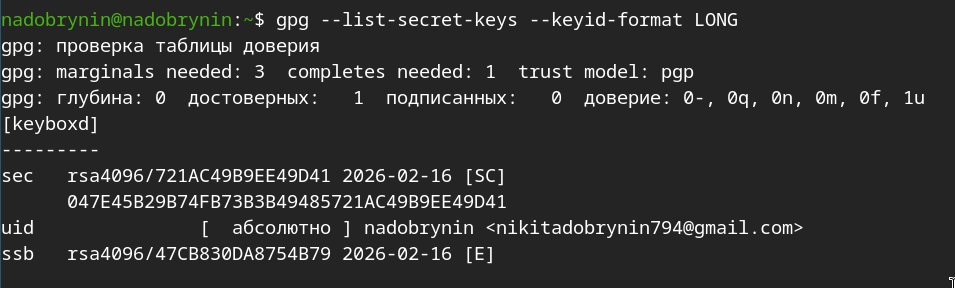 nadobrynin@nadobrynin:~$ gpg --list-secret-keys --keyid-format LONG
gpg: проверка таблицы доверия
gpg: marginals needed: 3  completes needed: 1  trust model: pgp
gpg: глубина: 0  достоверных:   1  подписанных:   0  доверие: 0-, 0q, 0n, 0m, 0f, 1u
[keyboxd]
---------
sec   rsa4096/721AC49B9EE49D41 2026-02-16 [SC]
      047E45B29B74FB73B3B49485721AC49B9EE49D41
uid                 [  абсолютно ] nadobrynin <nikitadobrynin794@gmail.com>
ssb   rsa4096/47CB830DA8754B79 2026-02-16 [E]